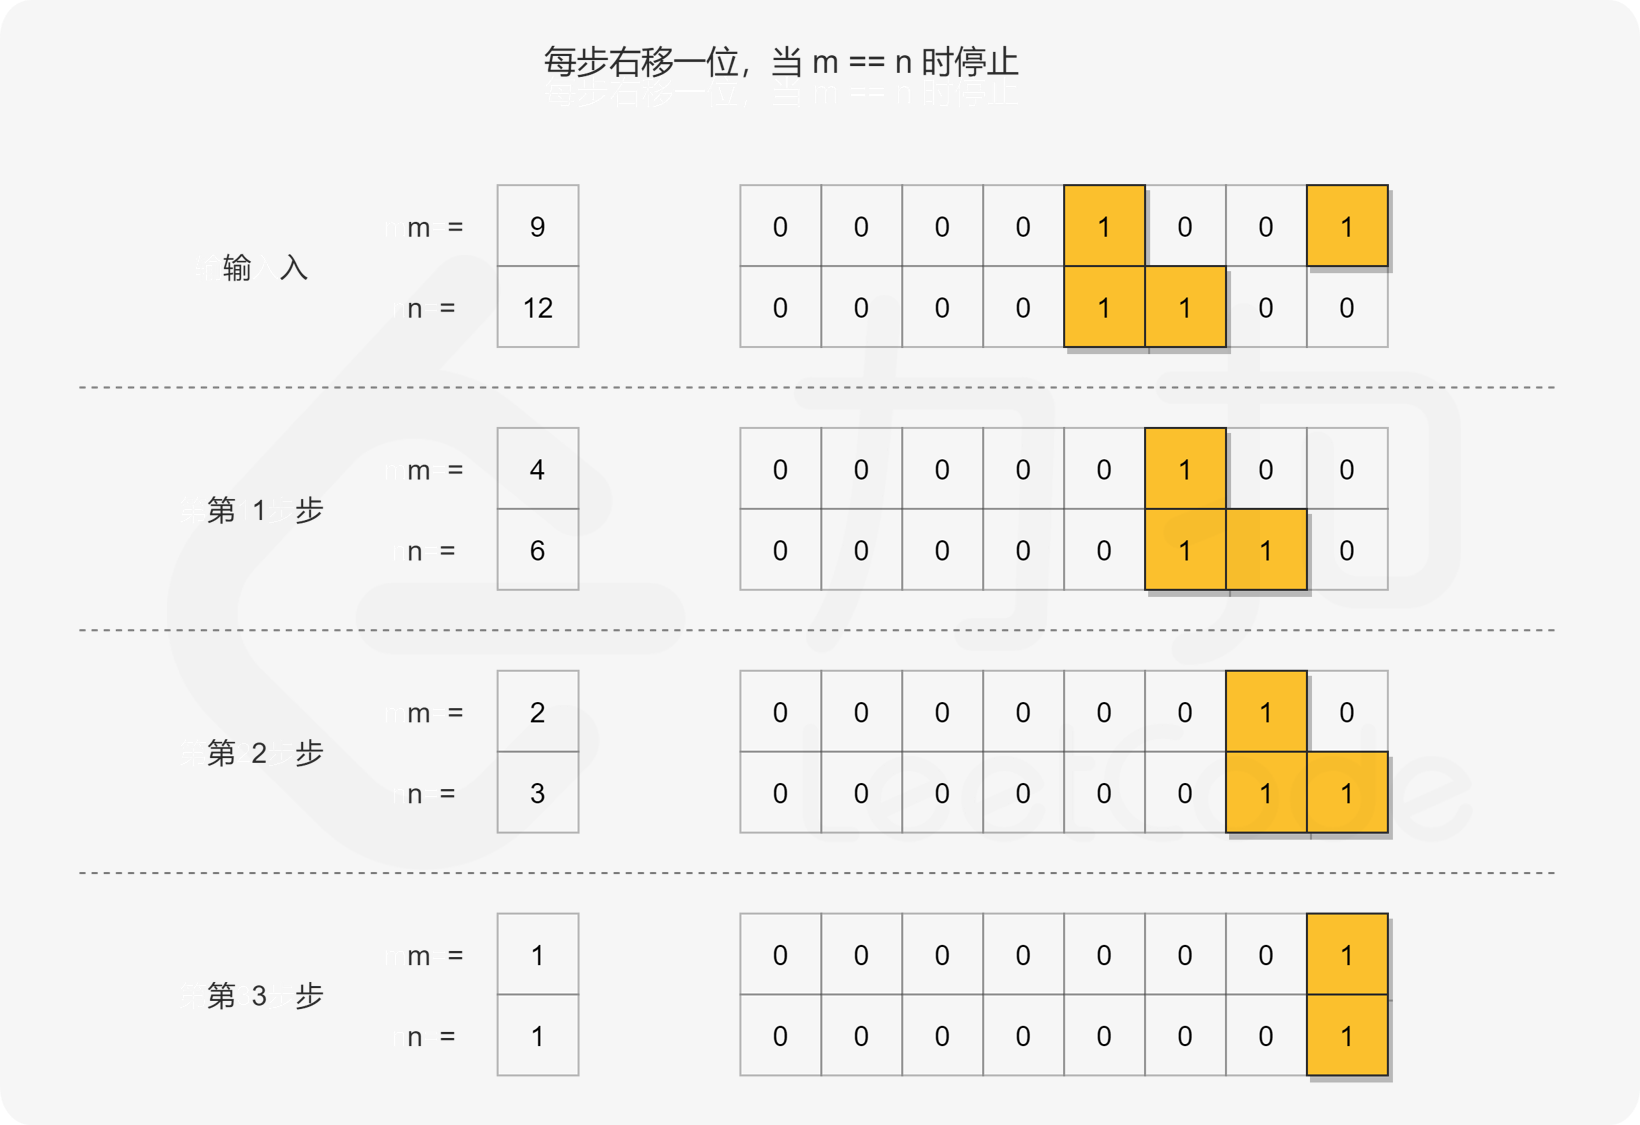 每步右移一位，当 m == n 时停止
m = 9 0 0 0 0 1 0 0 1
输 入
n = 12 0 0 0 0 1 1 0 0
m = 4 0 0 0 0 0 1 0 0
第 1 步
n = 6 0 0 0 0 0 1 1 0
m = 2 0 0 0 0 0 0 1 0
第 2 步
n = 3 0 0 0 0 0 0 1 1
m = 1 0 0 0 0 0 0 0 1
第 3 步
n = 1 0 0 0 0 0 0 0 1
力扣
LeetCode